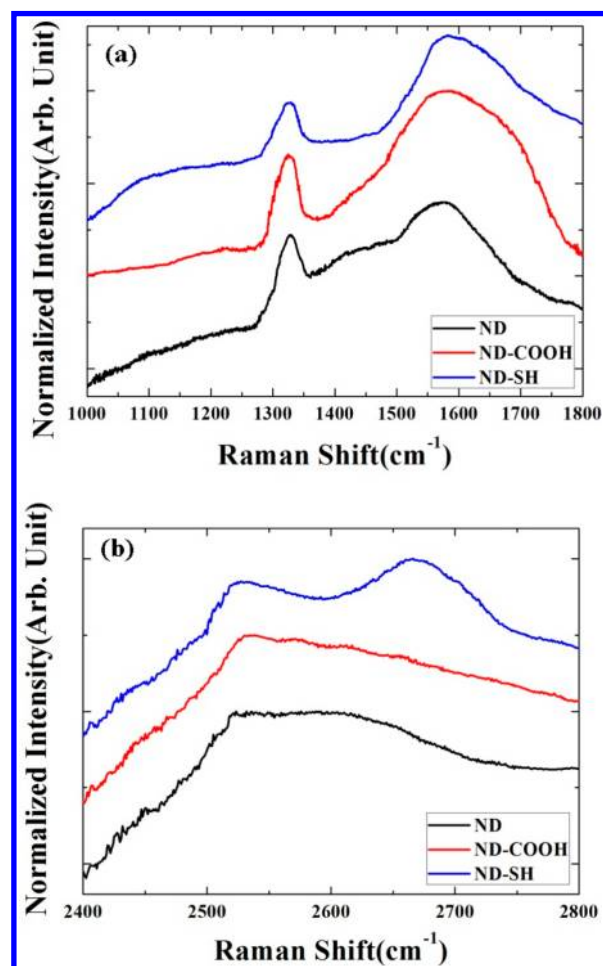 (a)
Normalized Intensity(Arb. Unit)
ND
ND-COOH
ND-SH
1000 1100 1200 1300 1400 1500 1600 1700 1800
Raman Shift(cm⁻¹)
(b)
Normalized Intensity(Arb. Unit)
ND
ND-COOH
ND-SH
2400 2500 2600 2700 2800
Raman Shift(cm⁻¹)